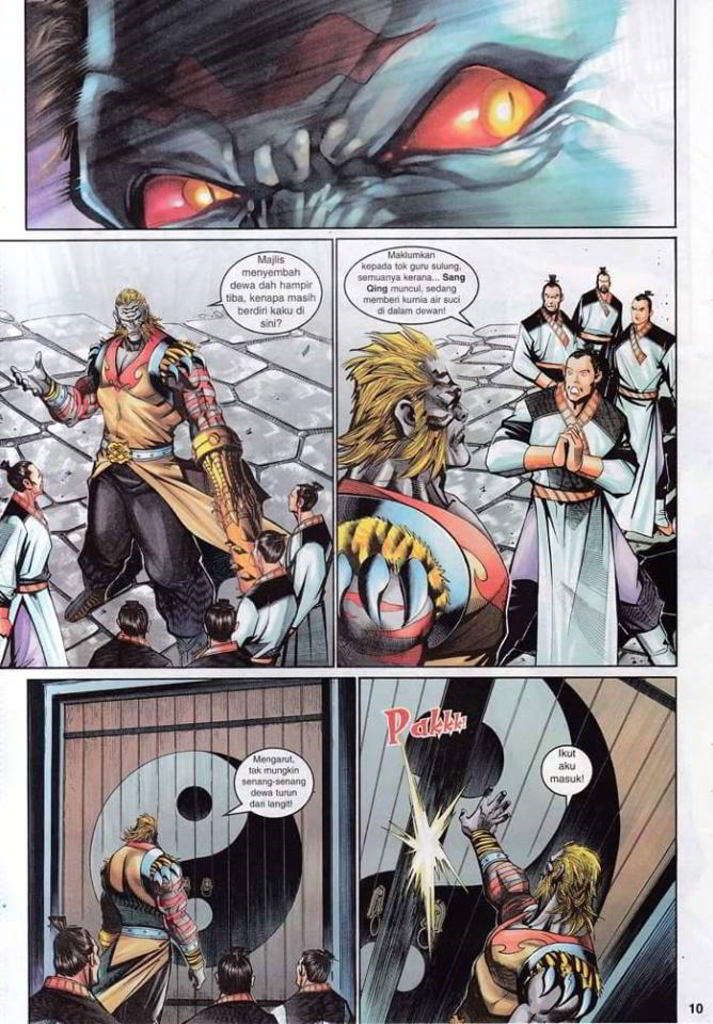 Majlis
menyembah
dewa dah hampir
tiba, kenapa masih
berdiri kaku di
sini?
Maklumkan
kepada tok guru sulung,
semuanya kerana... Sang
Qing muncul, sedang
memberi kurnia air suci
di dalam dewan!
Mengarut,
tak mungkin
senang-senang
dewa turun
dari langit!
Pakkk!
Ikut
aku
masuk!
10